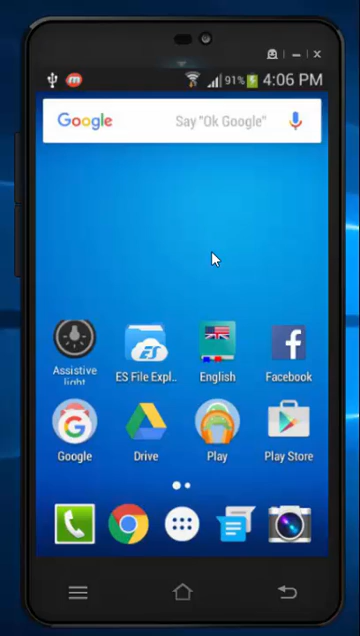 91% 4:06 PM
Google Say "Ok Google"
Assistive
light
ES File Expl..
English
Facebook
Google
Drive
Play
Play Store